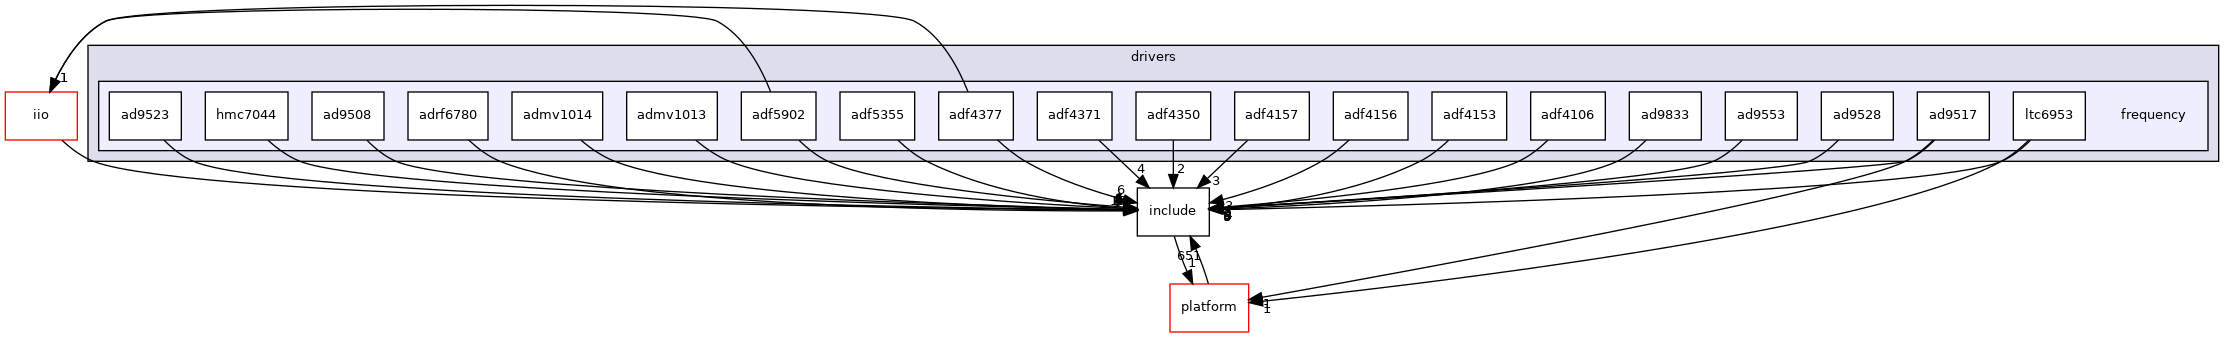 1
drivers
iio
ad9523
hmc7044
ad9508
adrf6780
admv1014
admv1013
adf5902
adf5355
adf4377
adf4371
adf4350
adf4157
adf4156
adf4153
adf4106
ad9833
ad9553
ad9528
ad9517
ltc6953
frequency
4
2
3
6
include
651
1
platform
1
1